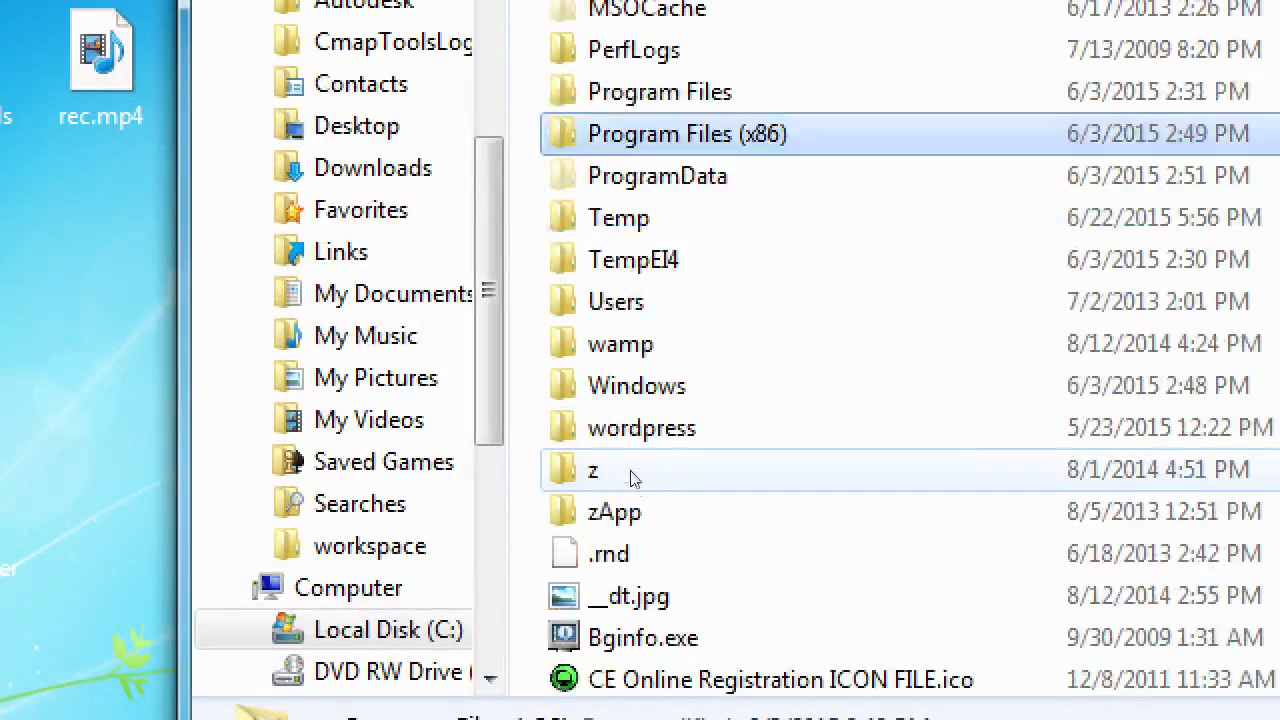 rec.mp4
Autodesk
CmapToolsLog
Contacts
Desktop
Downloads
Favorites
Links
My Documents
My Music
My Pictures
My Videos
Saved Games
Searches
workspace
Computer
Local Disk (C:)
DVD RW Drive (
MSOCache 6/17/2013 2:26 PM
PerfLogs 7/13/2009 8:20 PM
Program Files 6/3/2015 2:31 PM
Program Files (x86) 6/3/2015 2:49 PM
ProgramData 6/3/2015 2:51 PM
Temp 6/22/2015 5:56 PM
TempEI4 6/3/2015 2:30 PM
Users 7/2/2013 2:01 PM
wamp 8/12/2014 4:24 PM
Windows 6/3/2015 2:48 PM
wordpress 5/23/2015 12:22 PM
z 8/1/2014 4:51 PM
zApp 8/5/2013 12:51 PM
.rnd 6/18/2013 2:42 PM
__dt.jpg 8/12/2014 2:55 PM
Bginfo.exe 9/30/2009 1:31 AM
CE Online Registration ICON FILE.ico 12/8/2011 11:33 AM